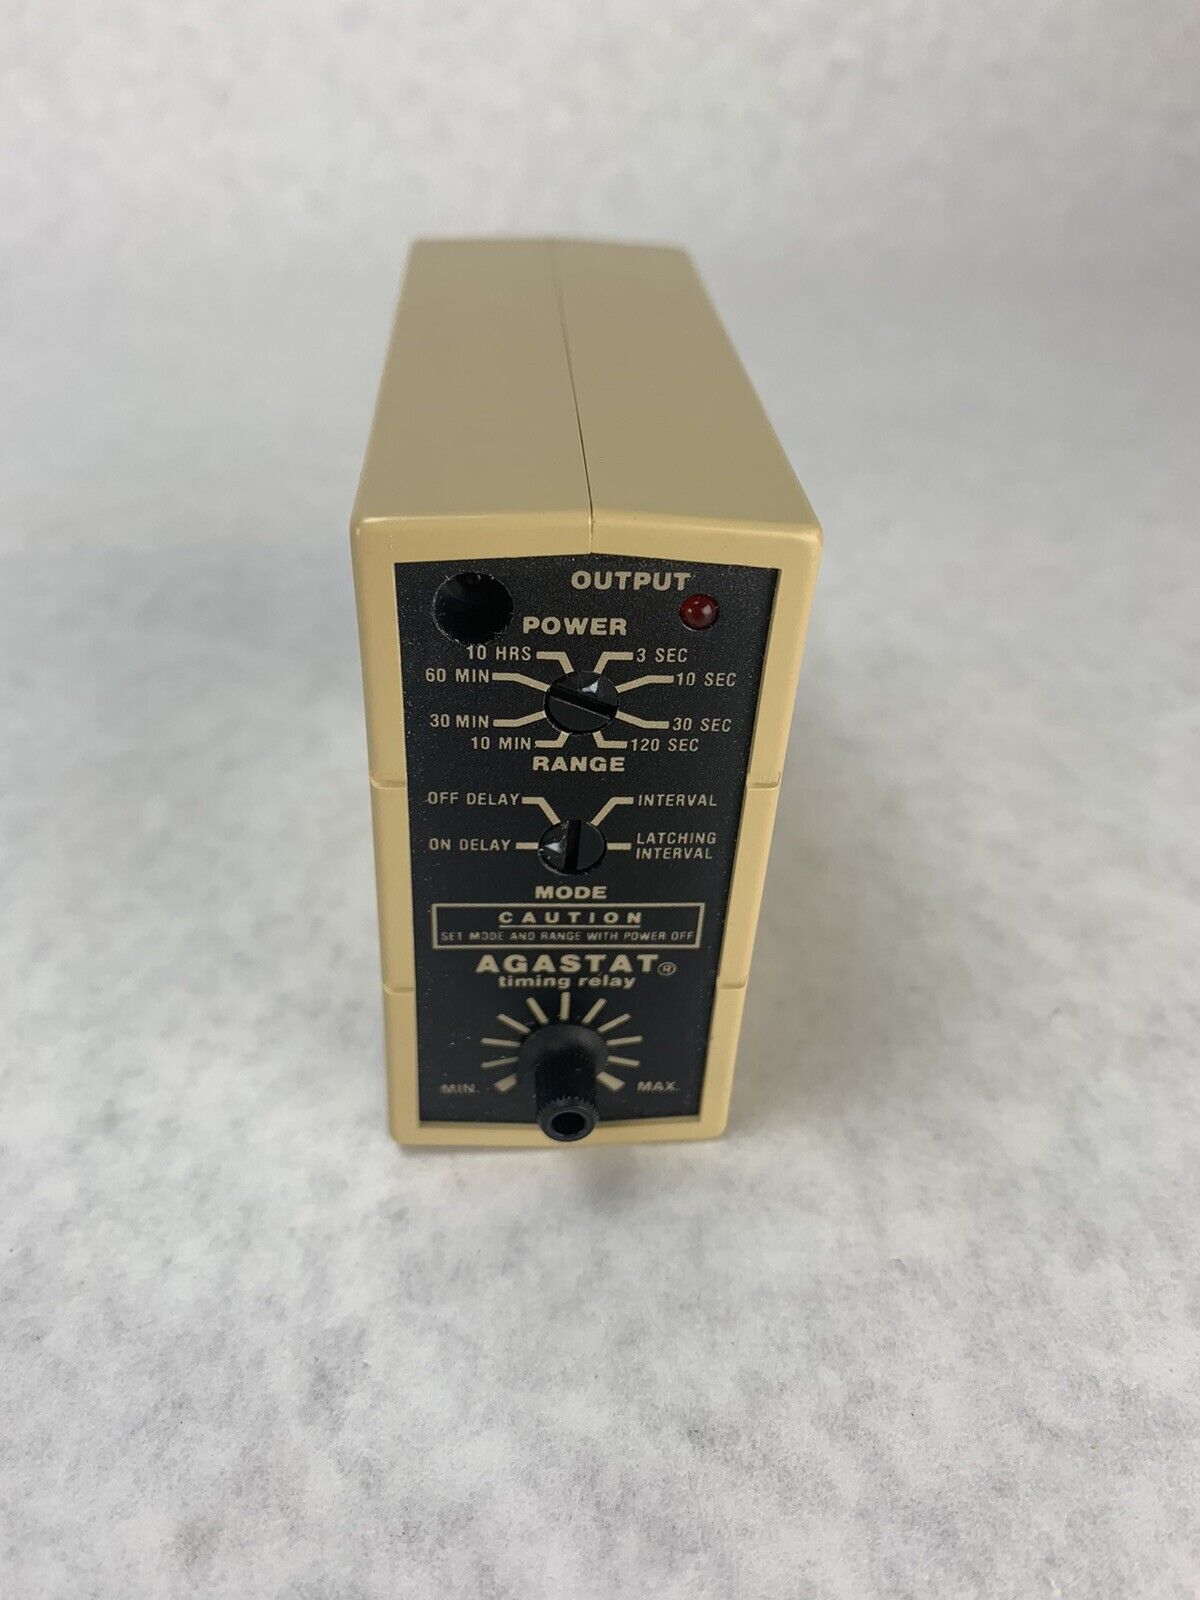 OUTPUT
POWER
10 HRS 3 SEC
60 MIN 10 SEC
30 MIN 30 SEC
10 MIN 120 SEC
RANGE
OFF DELAY INTERVAL
ON DELAY LATCHING
INTERVAL
MODE
CAUTION
SET MODE AND RANGE WITH POWER OFF
AGASTAT®
timing relay
MIN. MAX.